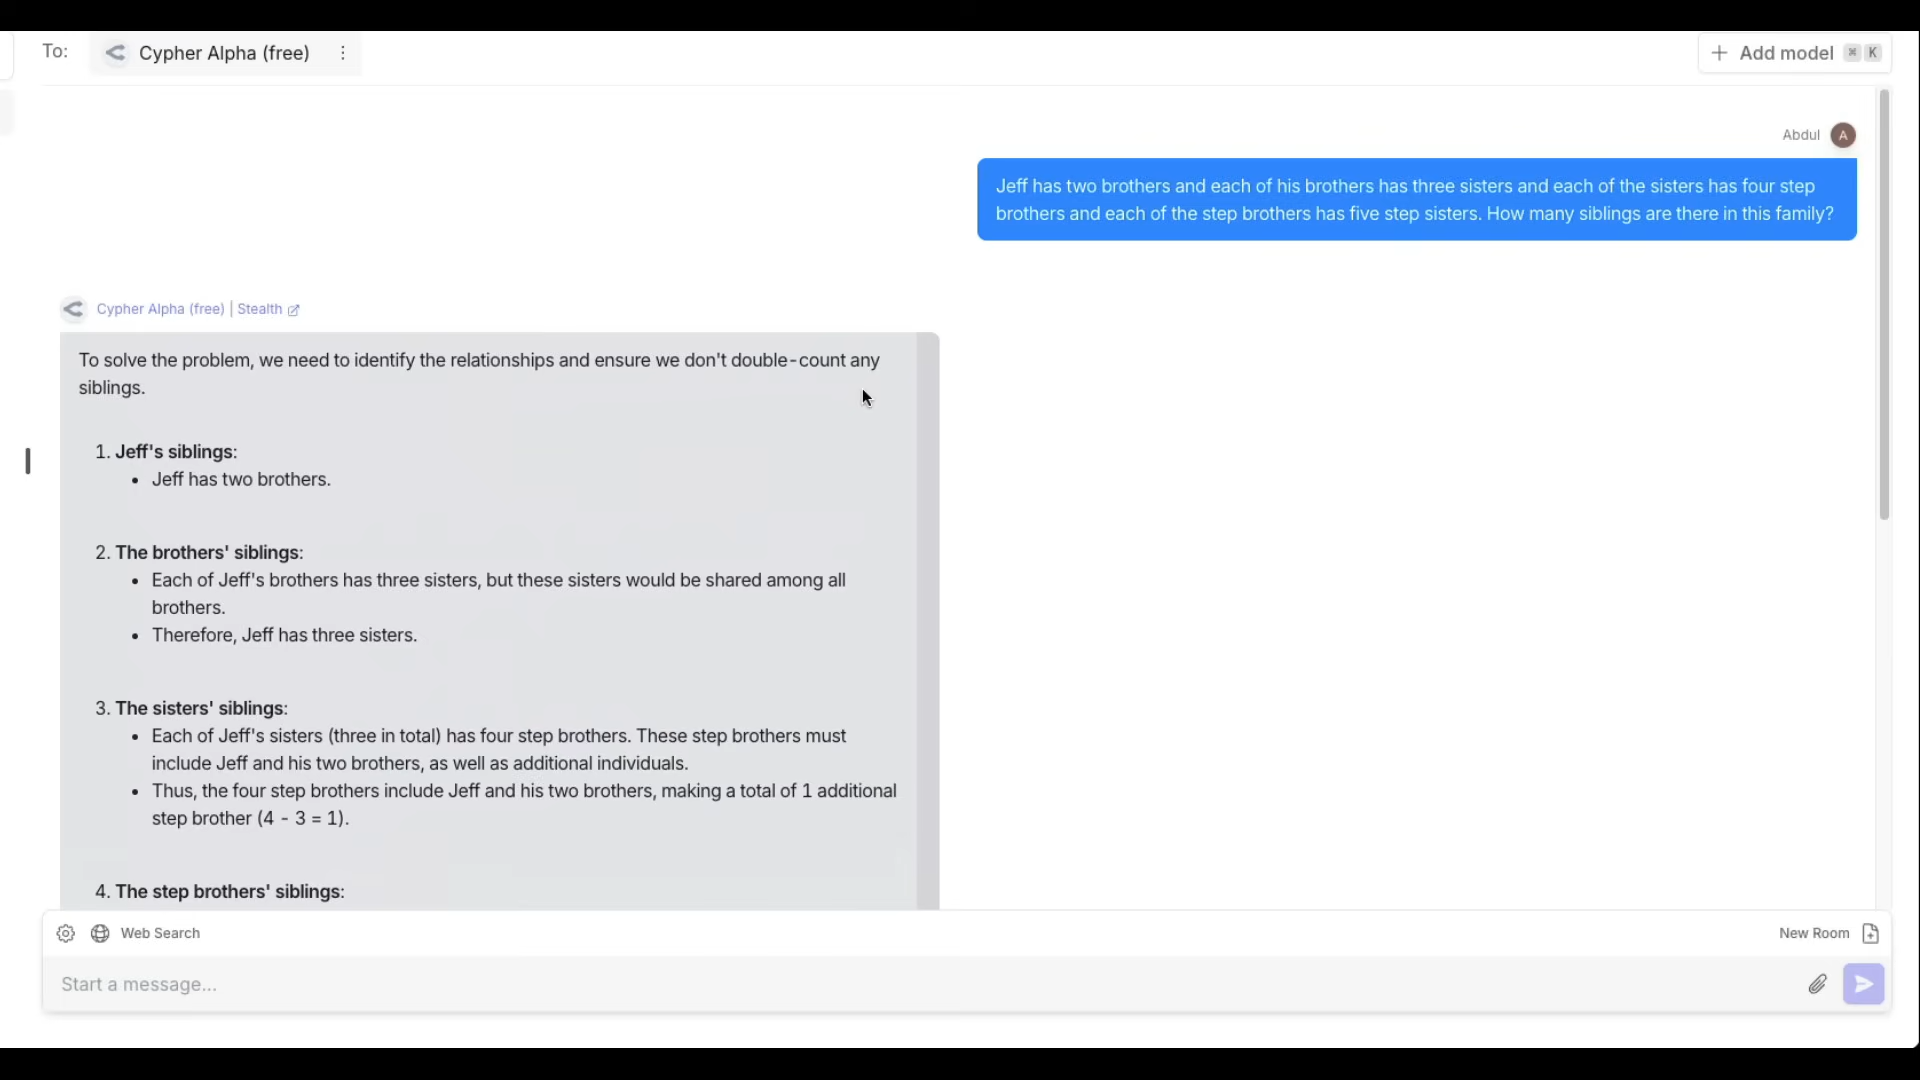 To:
Cypher Alpha (free)
Add model ⌘ K
Abdul A
Jeff has two brothers and each of his brothers has three sisters and each of the sisters has four step
brothers and each of the step brothers has five step sisters. How many siblings are there in this family?
Cypher Alpha (free) | Stealth
To solve the problem, we need to identify the relationships and ensure we don't double-count any
siblings.
1. Jeff's siblings:
• Jeff has two brothers.
2. The brothers' siblings:
• Each of Jeff's brothers has three sisters, but these sisters would be shared among all
brothers.
• Therefore, Jeff has three sisters.
3. The sisters' siblings:
• Each of Jeff's sisters (three in total) has four step brothers. These step brothers must
include Jeff and his two brothers, as well as additional individuals.
• Thus, the four step brothers include Jeff and his two brothers, making a total of 1 additional
step brother (4 - 3 = 1).
4. The step brothers' siblings:
Web Search
New Room
Start a message...